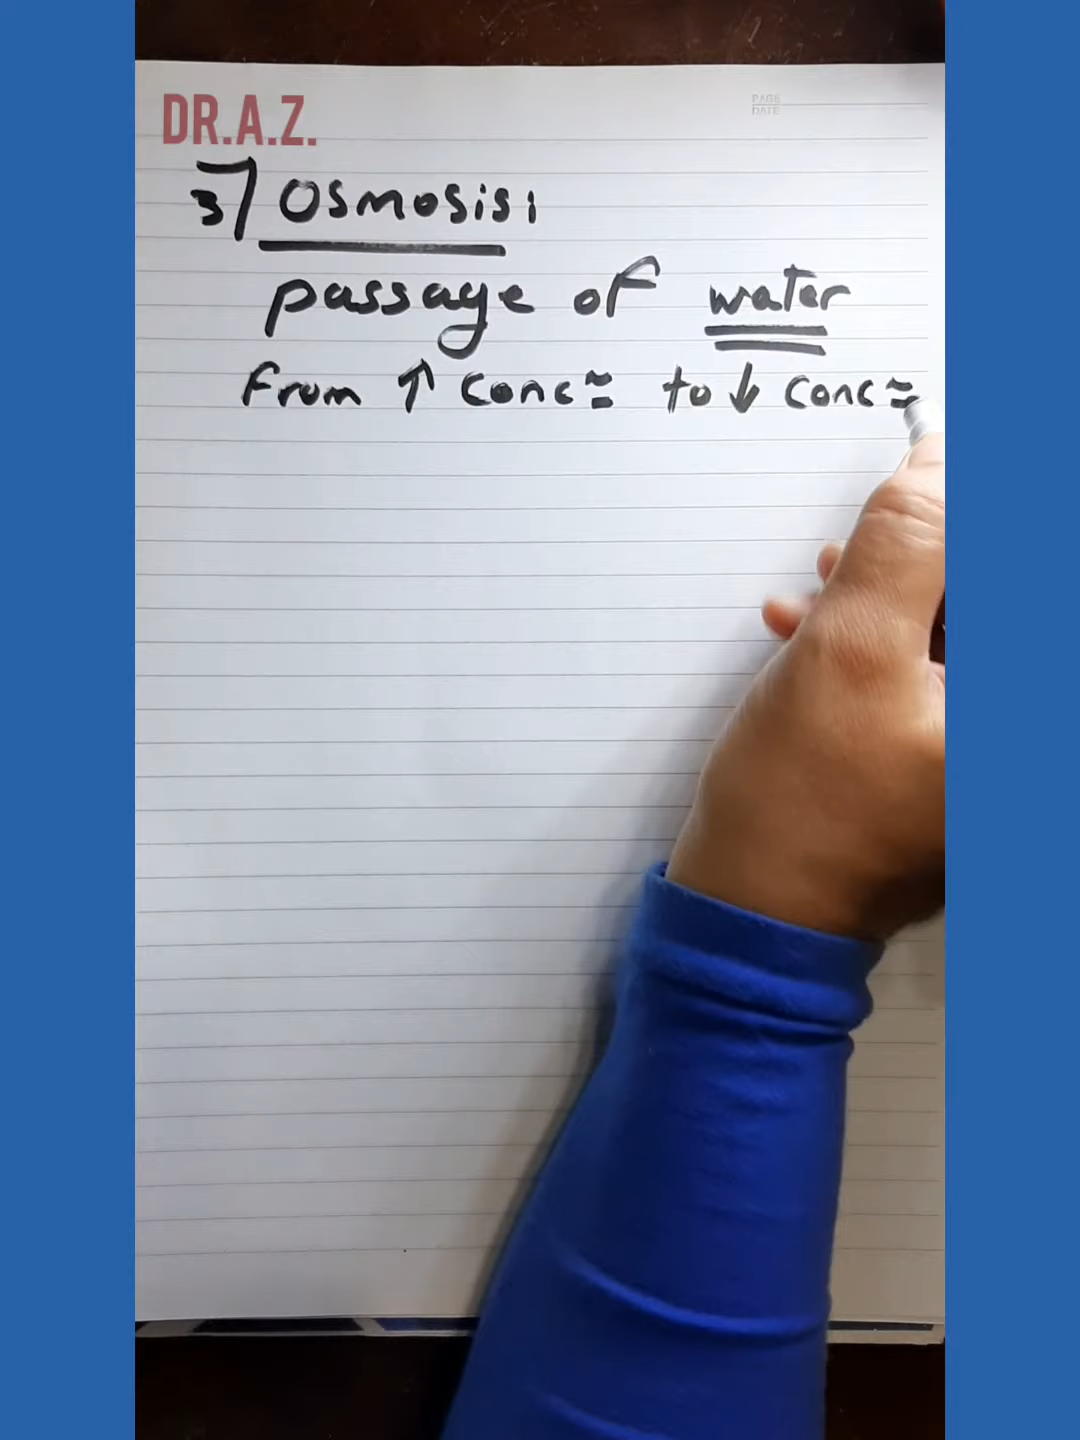 DR.A.Z.
PAGE
DATE
3) Osmosis:
passage of water
From ↑ Conc≃ to ↓ Conc≃